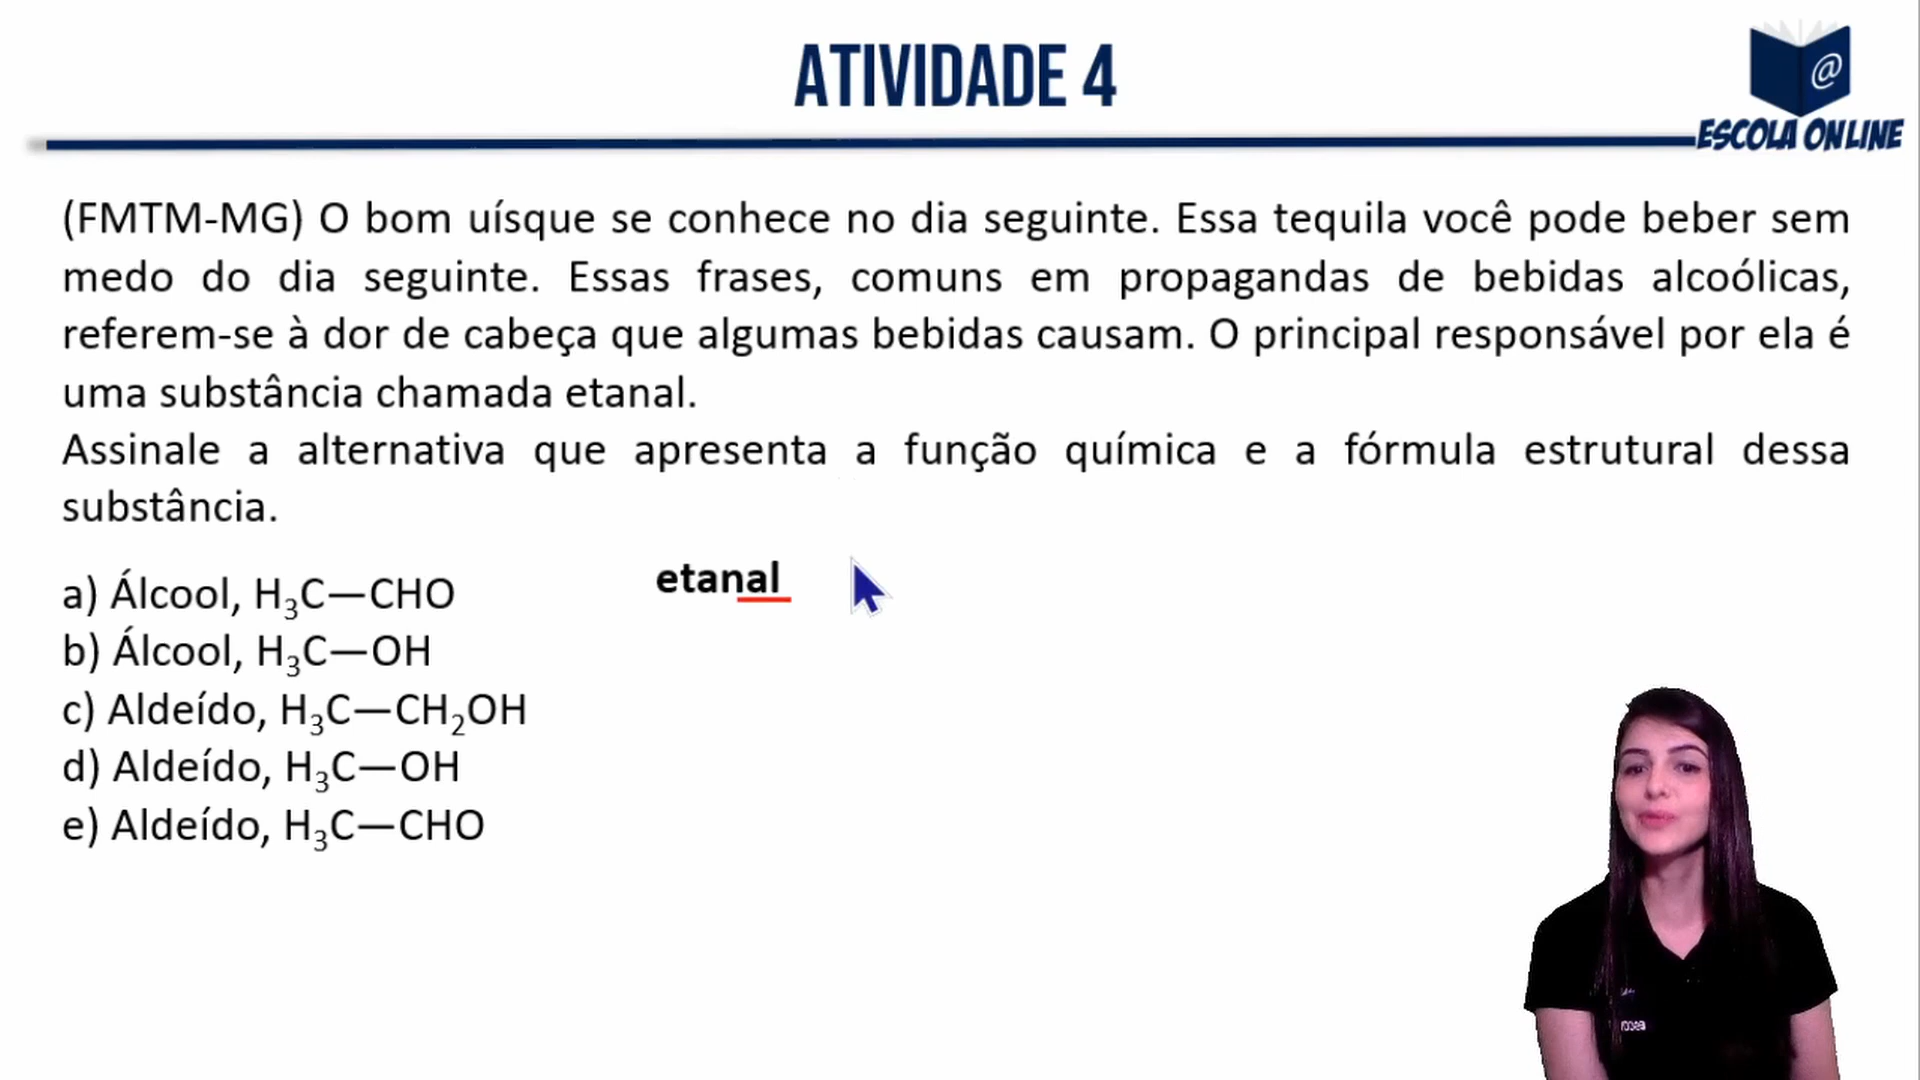 ATIVIDADE 4
@
ESCOLA ONLINE
(FMTM-MG) O bom uísque se conhece no dia seguinte. Essa tequila você pode beber sem
medo do dia seguinte. Essas frases, comuns em propagandas de bebidas alcoólicas,
referem-se à dor de cabeça que algumas bebidas causam. O principal responsável por ela é
uma substância chamada etanal.
Assinale a alternativa que apresenta a função química e a fórmula estrutural dessa
substância.
a) Álcool, H₃C—CHO
etanal
b) Álcool, H₃C—OH
c) Aldeído, H₃C—CH₂OH
d) Aldeído, H₃C—OH
e) Aldeído, H₃C—CHO